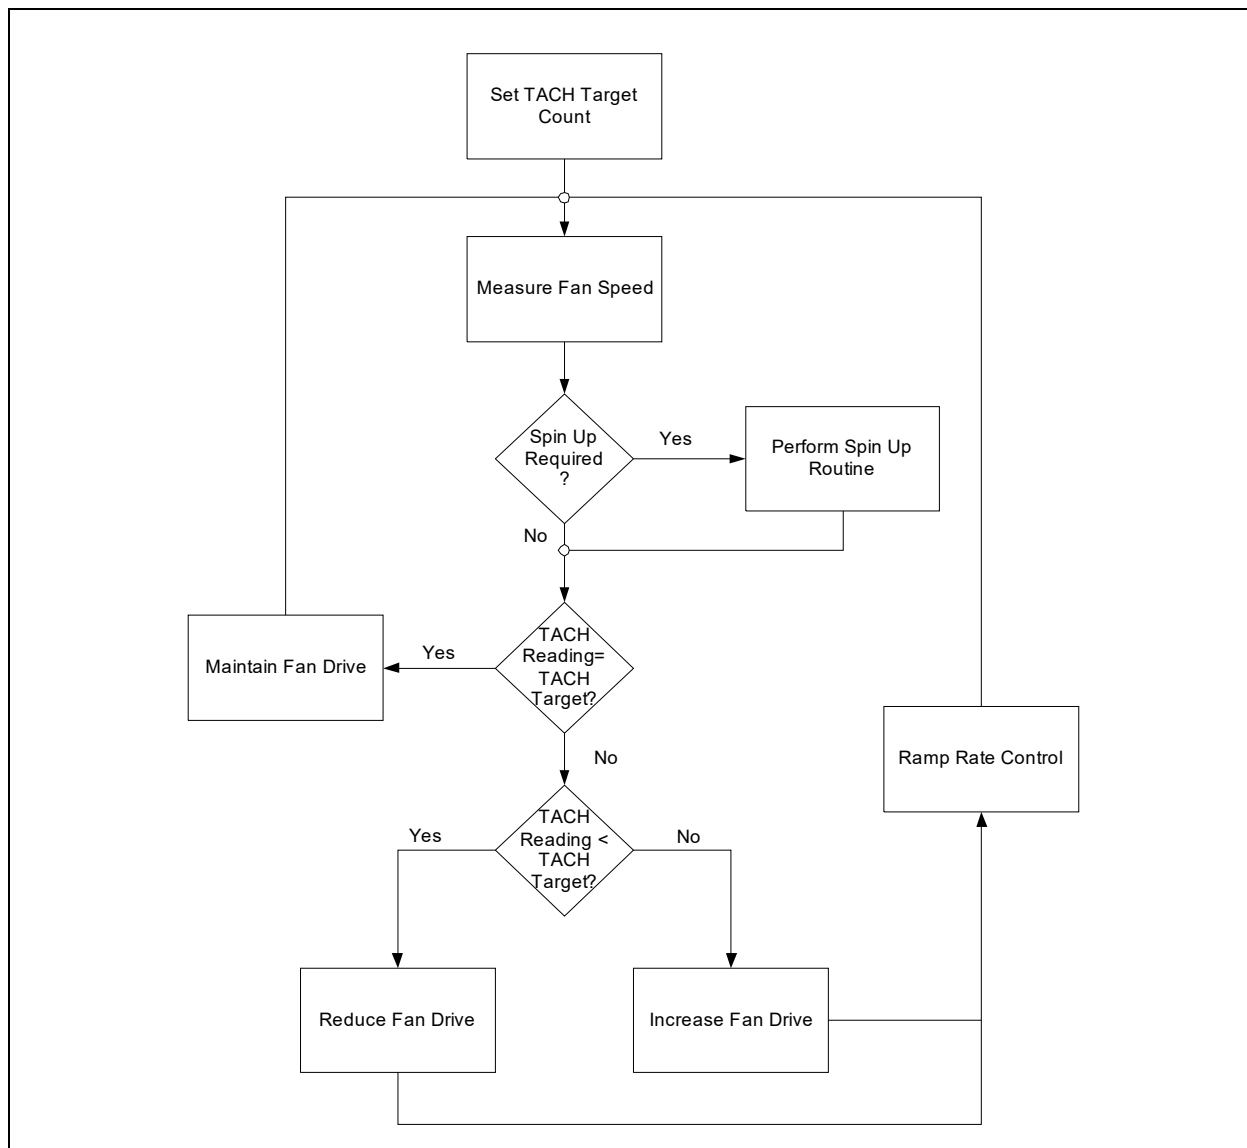 Set TACH Target
Count
Measure Fan Speed
Spin Up
Required
?
Yes
Perform Spin Up
Routine
No
TACH
Reading=
TACH
Target?
Yes
Maintain Fan Drive
No
Ramp Rate Control
TACH
Reading <
TACH
Target?
Yes
No
Reduce Fan Drive
Increase Fan Drive